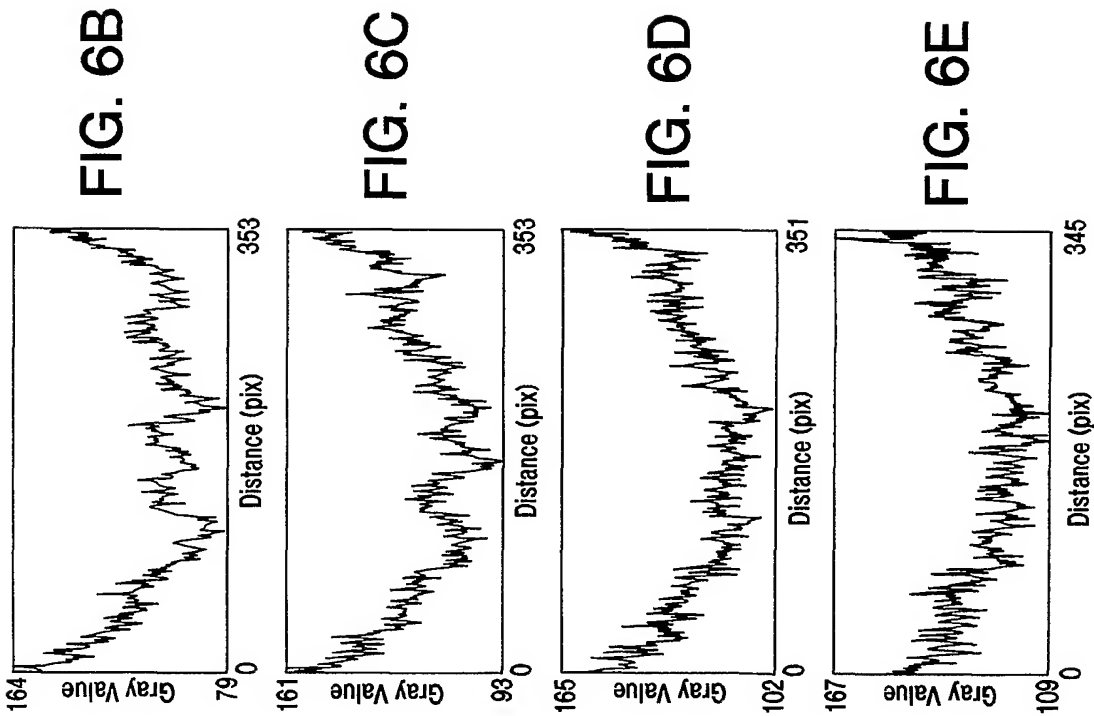 164
Gray Value
79
0
Distance (pix)
353
FIG. 6B
161
Gray Value
93
0
Distance (pix)
353
FIG. 6C
165
Gray Value
102
0
Distance (pix)
351
FIG. 6D
167
Gray Value
109
0
Distance (pix)
345
FIG. 6E